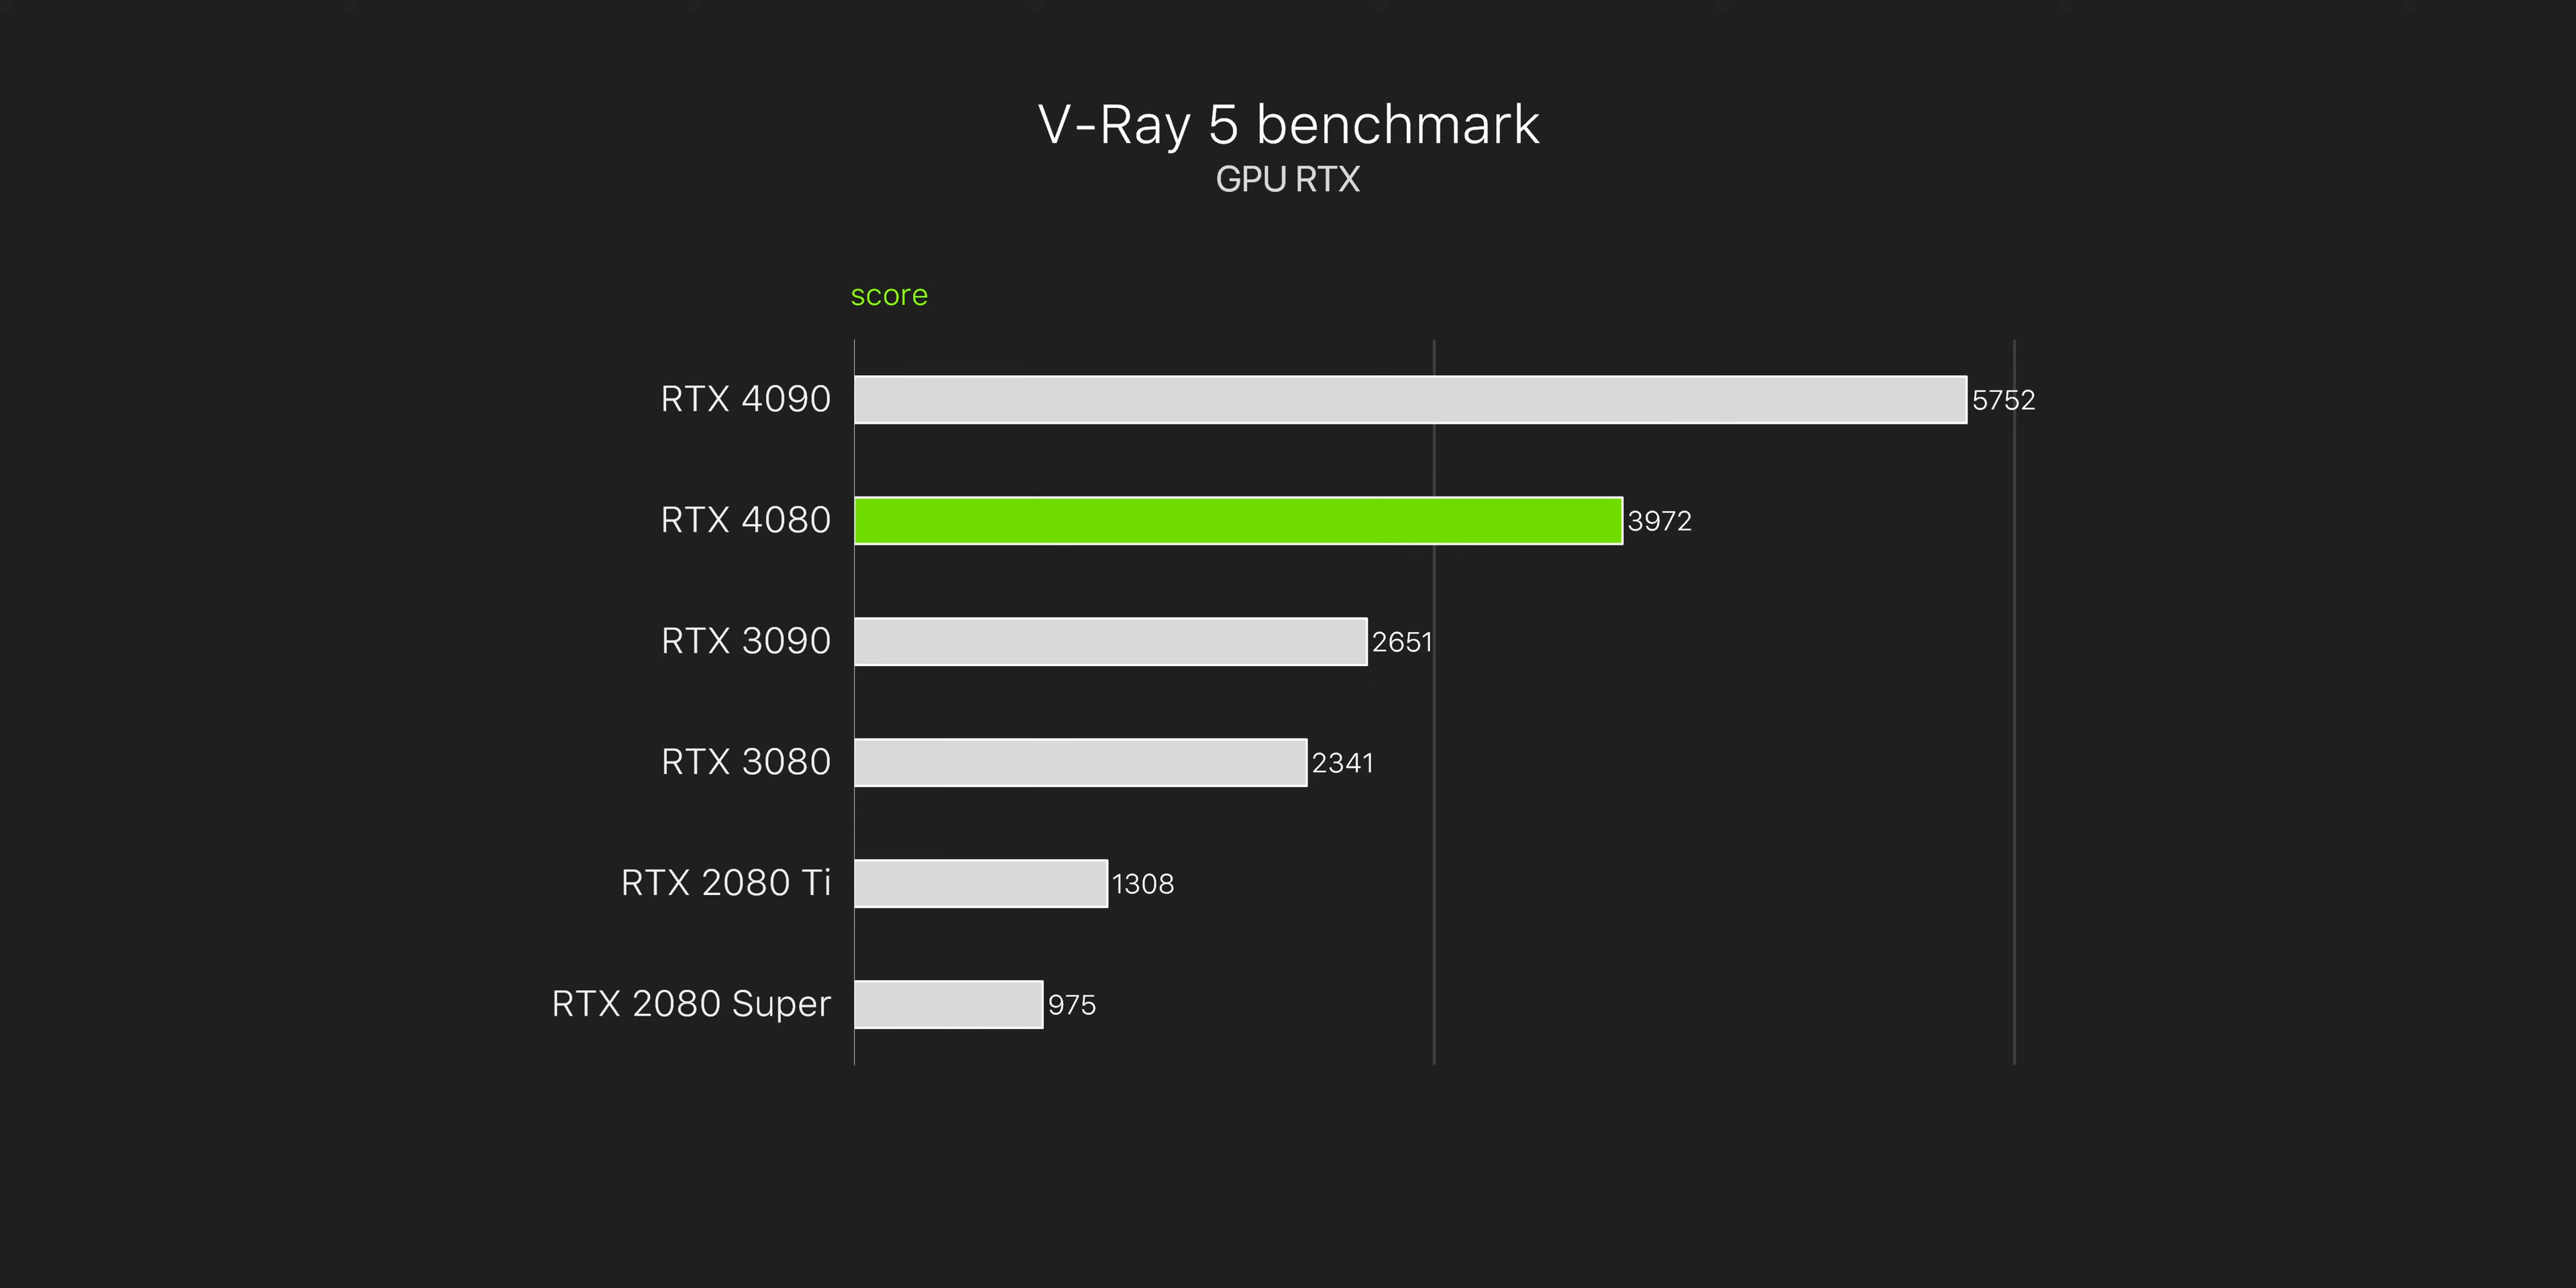 V-Ray 5 benchmark
GPU RTX
score
RTX 4090 5752
RTX 4080 3972
RTX 3090 2651
RTX 3080 2341
RTX 2080 Ti 1308
RTX 2080 Super 975